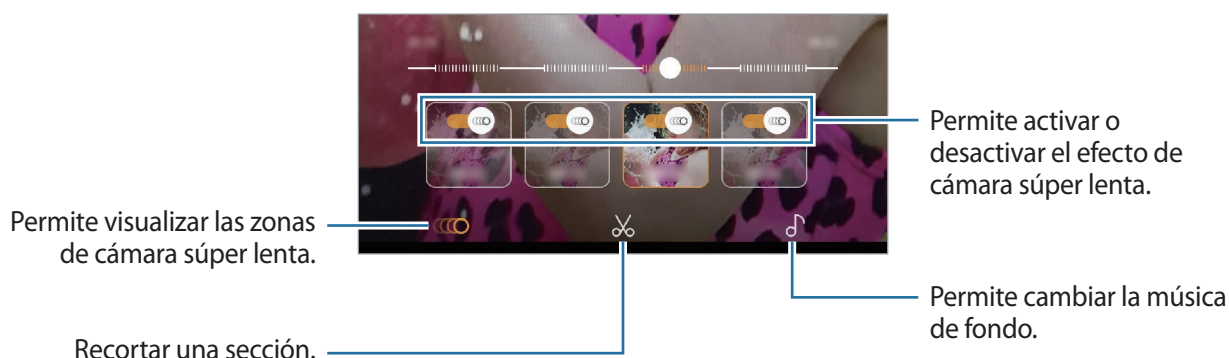 Permite activar o
desactivar el efecto de
cámara súper lenta.
Permite visualizar las zonas
de cámara súper lenta.
Permite cambiar la música
de fondo.
Recortar una sección.